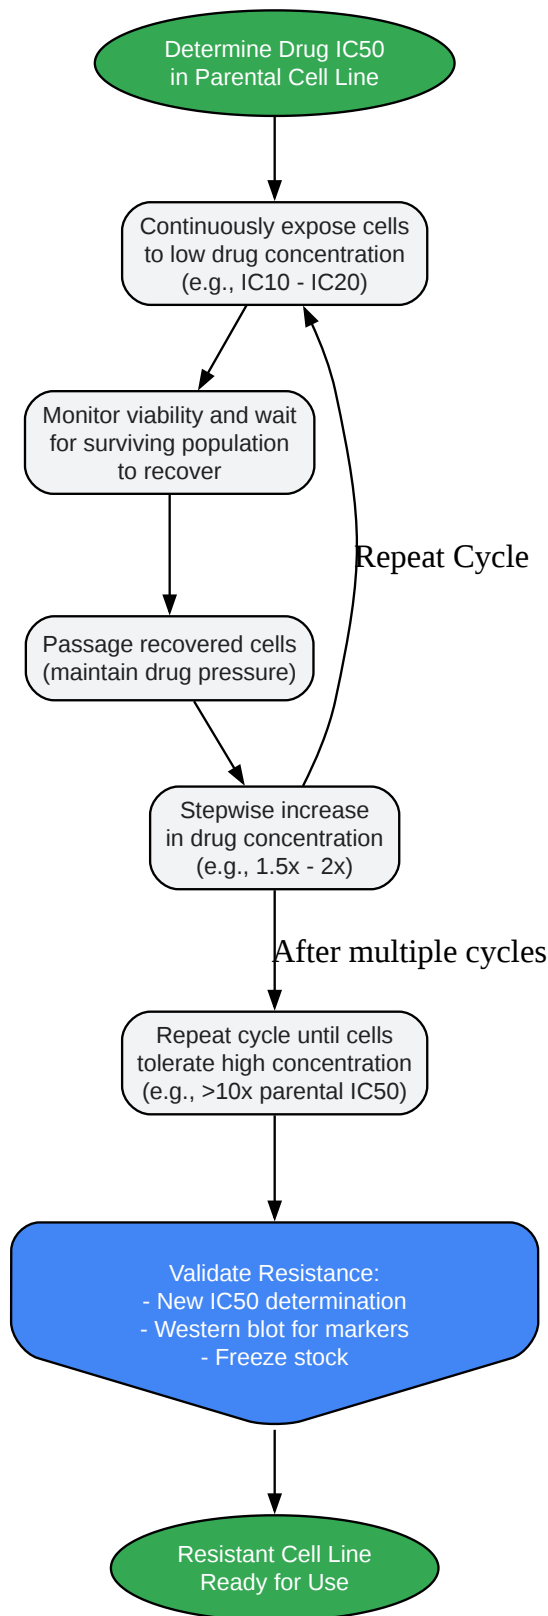 Determine Drug IC50
in Parental Cell Line
Continuously expose cells
to low drug concentration
(e.g., IC10 - IC20)
Monitor viability and wait
for surviving population
to recover
Repeat Cycle
Passage recovered cells
(maintain drug pressure)
Stepwise increase
in drug concentration
(e.g., 1.5x - 2x)
After multiple cycles
Repeat cycle until cells
tolerate high concentration
(e.g., >10x parental IC50)
Validate Resistance:
- New IC50 determination
- Western blot for markers
- Freeze stock
Resistant Cell Line
Ready for Use